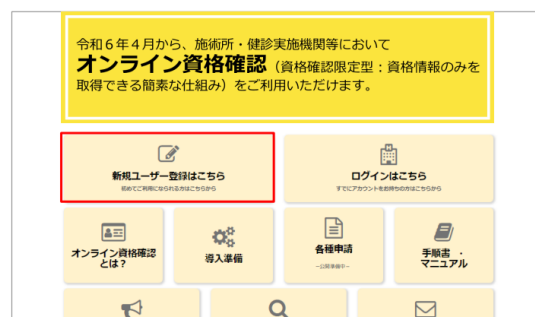 令和6年4月から、施術所・健診実施機関等において
オンライン資格確認（資格確認限定型：資格情報のみを
取得できる簡素な仕組み）をご利用いただけます。
新規ユーザー登録はこちら
初めてご利用になられる方はこちらから
ログインはこちら
すでにアカウントをお持ちの方はこちらから
オンライン資格確認
とは？
導入準備
各種申請
－公開準備中－
手順書・
マニュアル